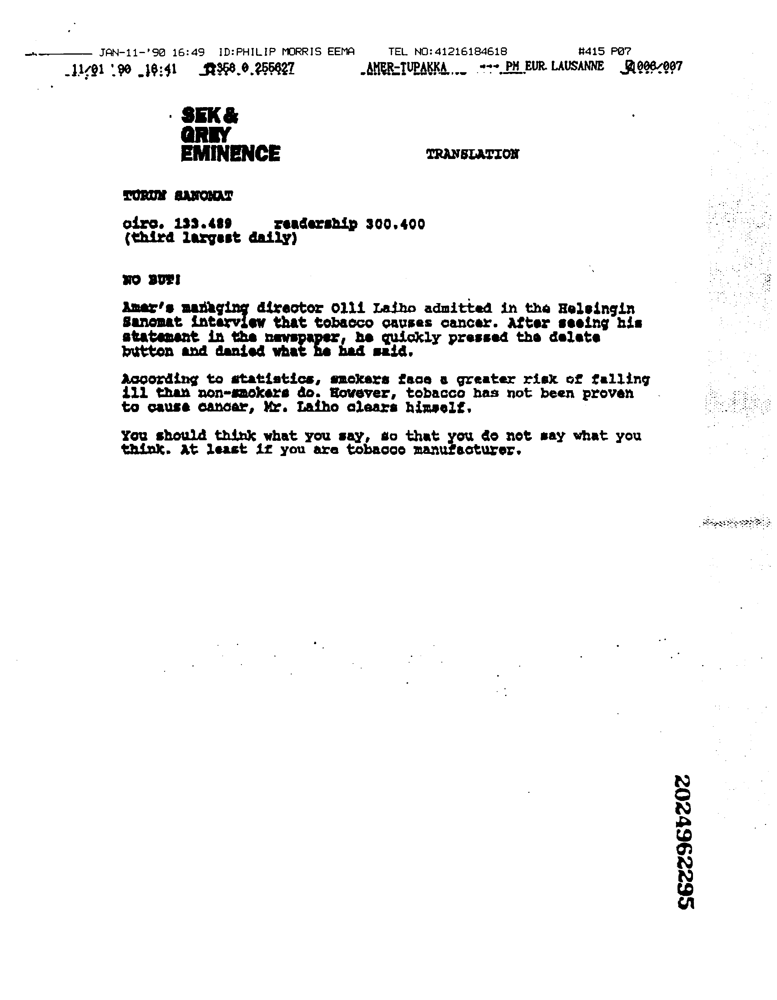 JAN-11-'90 16:49 ID:PHILIP MORRIS EEMA TEL NO:41216184618 #415 P07
11/01 '90 16:41 ☎358 0 255627 AMER-TUPAKKA →→→ PM EUR. LAUSANNE 006/007
SEK &
GREY
EMINENCE
TRANSLATION
TURUN SANOMAT
circ. 133.489 readership 300.400
(third largest daily)
NO BUT!
Amer's managing director Olli Laiho admitted in the Helsingin
Sanomat interview that tobacco causes cancer. After seeing his
statement in the newspaper, he quickly pressed the delete
button and denied what he had said.
According to statistics, smokers face a greater risk of falling
ill than non-smokers do. However, tobacco has not been proven
to cause cancer, Mr. Laiho clears himself.
You should think what you say, so that you do not say what you
think. At least if you are tobacco manufacturer.
2024962295